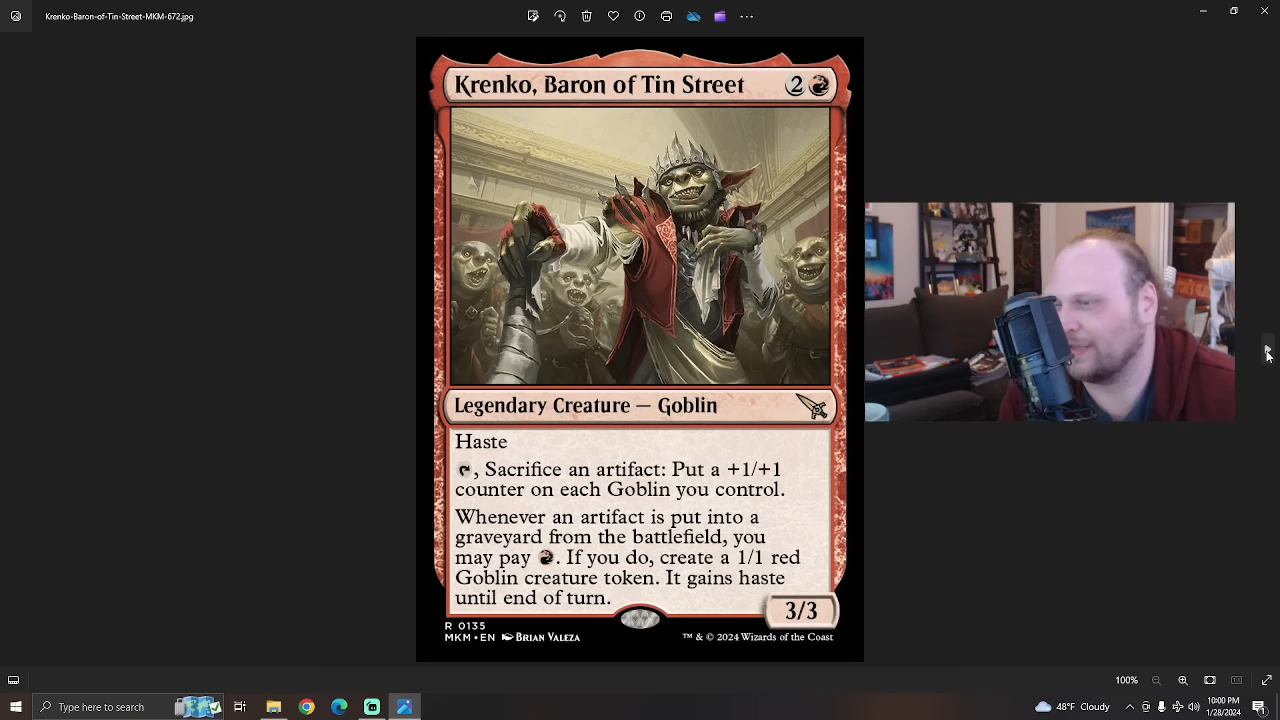 Krenko-Baron-of-Tin-Street-MKM-672.jpg
Krenko, Baron of Tin Street 2
Legendary Creature — Goblin
Haste
, Sacrifice an artifact: Put a +1/+1
counter on each Goblin you control.
Whenever an artifact is put into a
graveyard from the battlefield, you
may pay . If you do, create a 1/1 red
Goblin creature token. It gains haste
until end of turn.
3/3
R 0135
MKM • EN Brian Valeza
™ & © 2024 Wizards of the Coast
100%
Type here to search
48°F
10:00 PM
1/28/2024